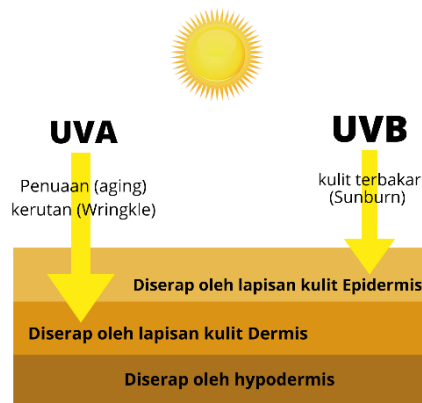 UVA
Penuaan (aging)
kerutan (Wringkle)
UVB
kulit terbakar
(Sunburn)
Diserap oleh lapisan kulit Epidermis
Diserap oleh lapisan kulit Dermis
Diserap oleh hypodermis